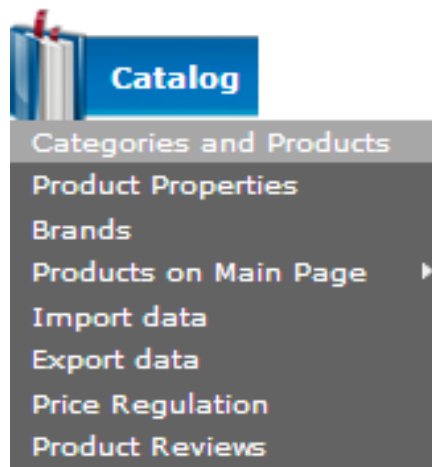 Catalog
Categories and Products
Product Properties
Brands
Products on Main Page
Import data
Export data
Price Regulation
Product Reviews